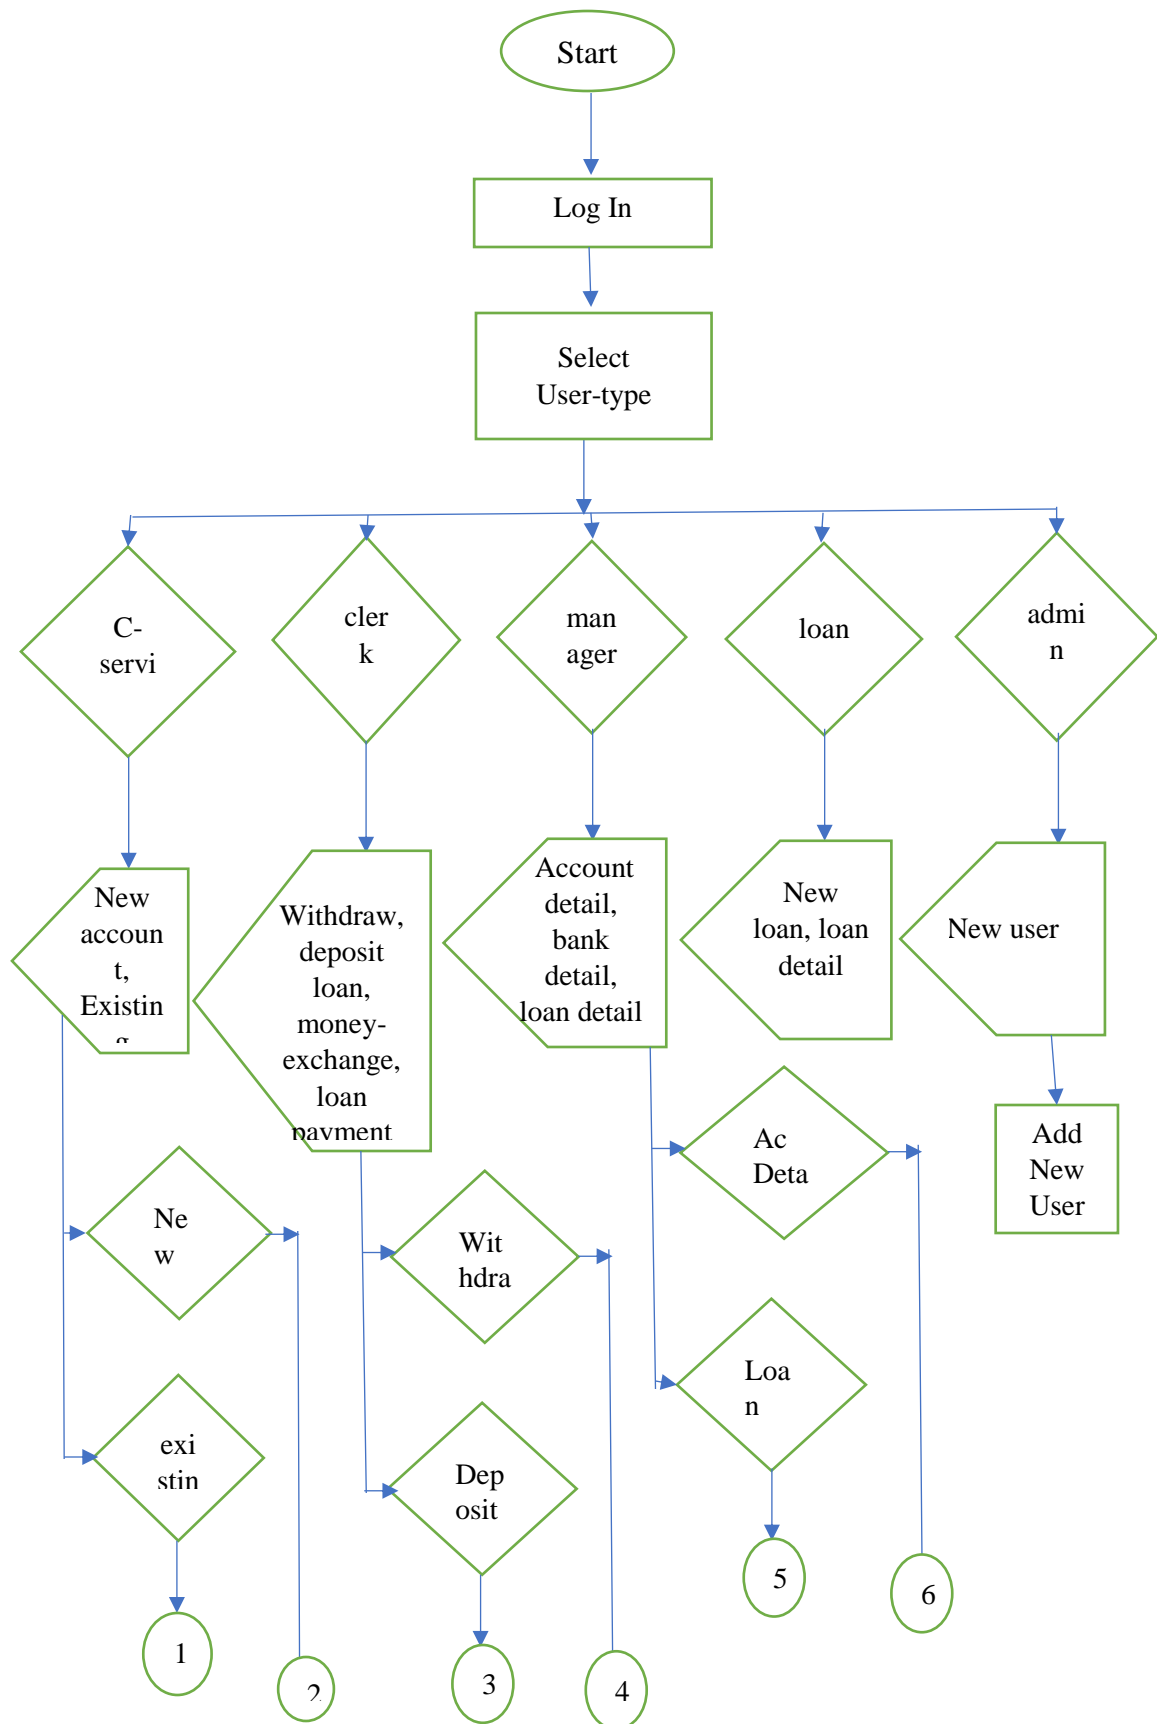 Start
Log In
Select
User-type
C-
servi
cler
k
man
ager
loan
admi
n
New
accoun
t,
Existin
g
Withdraw,
deposit
loan,
money-
exchange,
loan
payment
Account
detail,
bank
detail,
loan detail
New
loan, loan
detail
New user
Add
New
User
Ne
w
Wit
hdra
Ac
Deta
exi
stin
Dep
osit
Loa
n
1
2
3
4
5
6